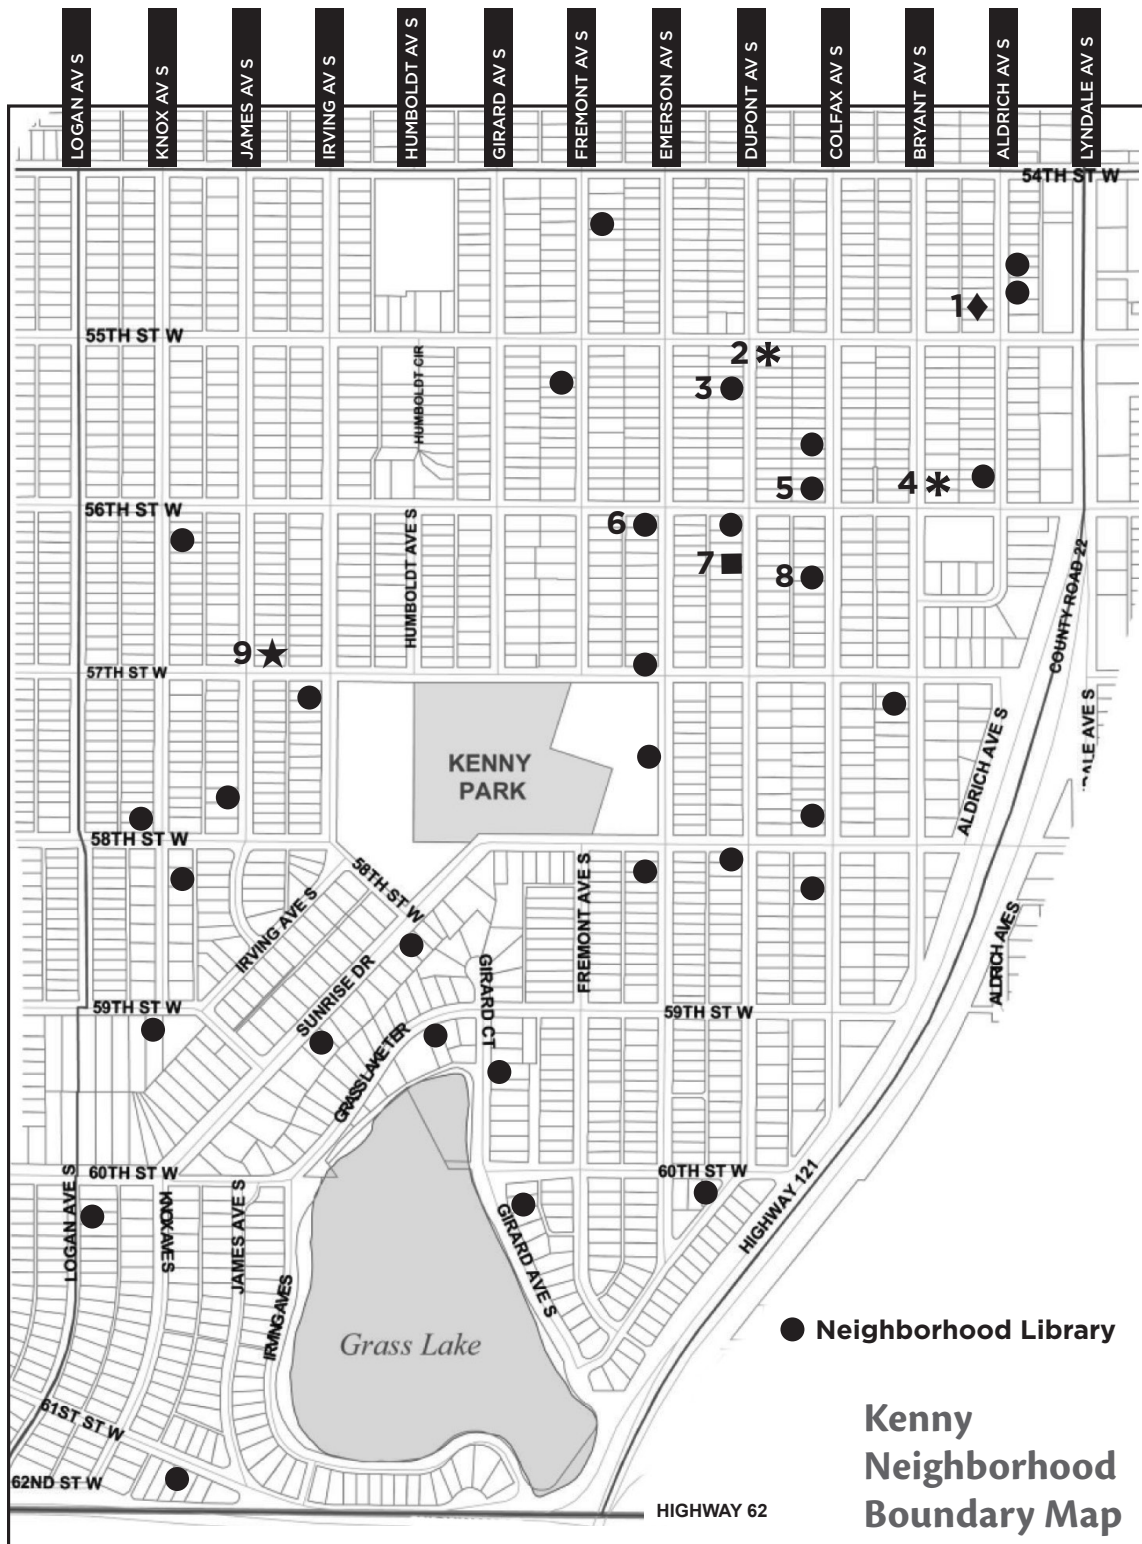 LOGAN AV S
KNOX AV S
JAMES AV S
IRVING AV S
HUMBOLDT AV S
GIRARD AV S
FREMONT AV S
EMERSON AV S
DUPONT AV S
COLFAX AV S
BRYANT AV S
ALDRICH AV S
LYNDALE AV S
54TH ST W
1
55TH ST W
2
HUMBOLDT CIR
3
5
4
56TH ST W
6
HUMBOLDT AVE S
7
8
COUNTY ROAD 22
9
57TH ST W
KENNY
PARK
ALDRICH AVE S
DALE AVE S
58TH ST W
58TH ST W
IRVING AVE S
FREMONT AVE S
SUNRISE DR
GIRARD CT
ALDRICH AVE S
59TH ST W
59TH ST W
GRASS LAKE TER
60TH ST W
60TH ST W
LOGAN AVE S
KNOX AVE S
JAMES AVE S
GIRARD AVE S
HIGHWAY 121
IRVING AVE S
Grass Lake
Neighborhood Library
61ST ST W
62ND ST W
HIGHWAY 62
Kenny
Neighborhood
Boundary Map